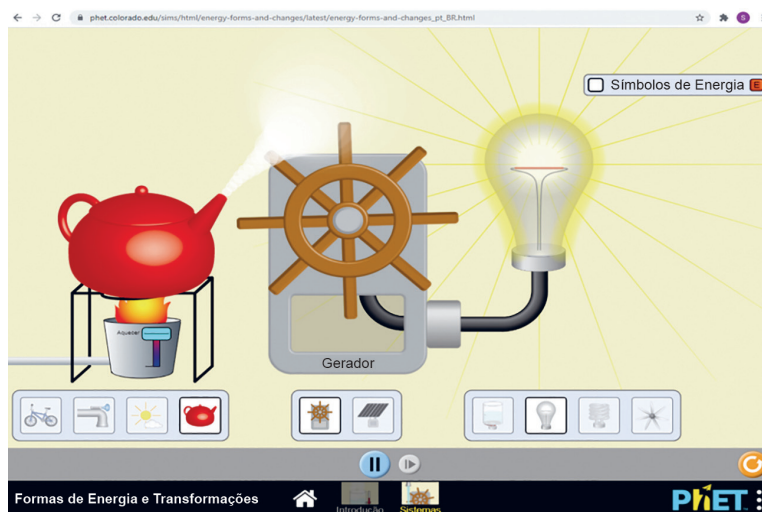 phet.colorado.edu/sims/html/energy-forms-and-changes/latest/energy-forms-and-changes_pt_BR.html
S
Símbolos de Energia E
Aquecer
Gerador
Formas de Energia e Transformações
Introdução
Sistemas
PhET